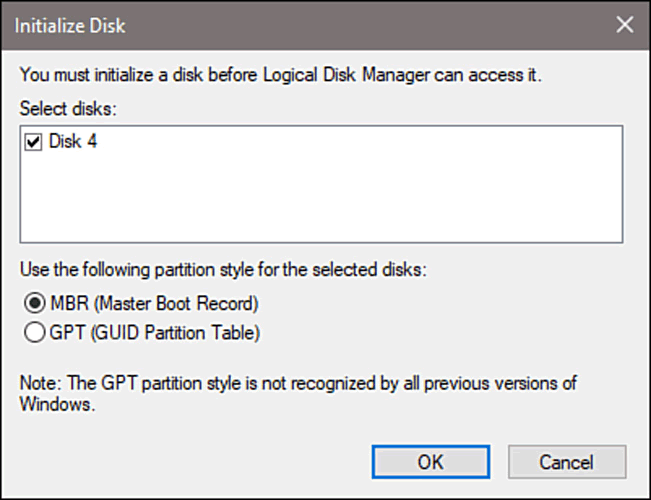 Initialize Disk
You must initialize a disk before Logical Disk Manager can access it.
Select disks:
Disk 4
Use the following partition style for the selected disks:
MBR (Master Boot Record)
GPT (GUID Partition Table)
Note: The GPT partition style is not recognized by all previous versions of
Windows.
OK
Cancel